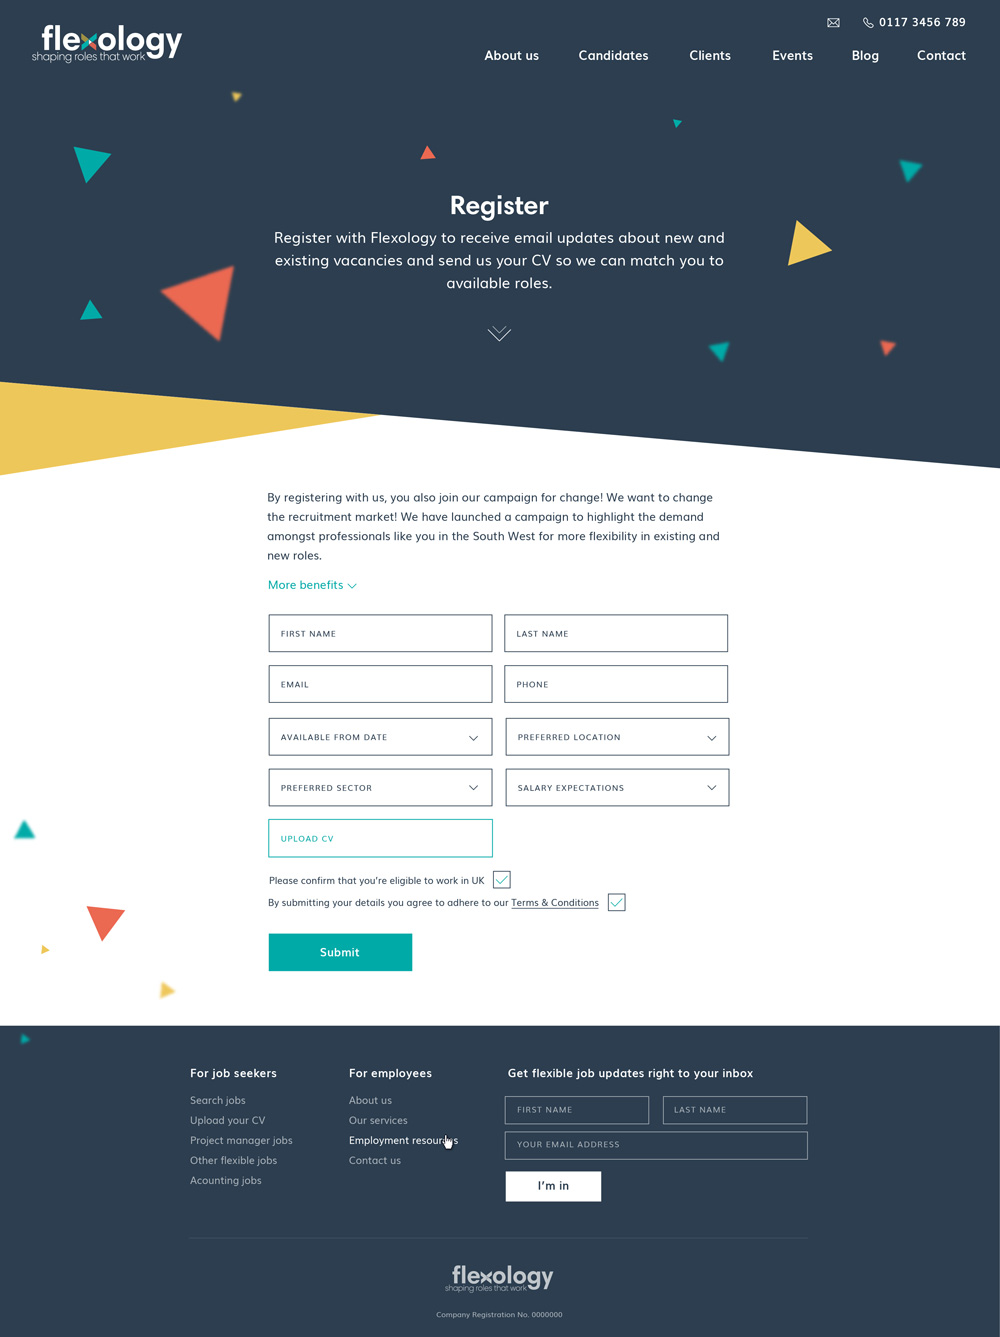 flexology
shaping roles that work
0117 3456 789
About us
Candidates
Clients
Events
Blog
Contact
Register
Register with Flexology to receive email updates about new and
existing vacancies and send us your CV so we can match you to
available roles.
By registering with us, you also join our campaign for change! We want to change
the recruitment market! We have launched a campaign to highlight the demand
amongst professionals like you in the South West for more flexibility in existing and
new roles.
More benefits
FIRST NAME
LAST NAME
EMAIL
PHONE
AVAILABLE FROM DATE
PREFERRED LOCATION
PREFERRED SECTOR
SALARY EXPECTATIONS
UPLOAD CV
Please confirm that you're eligible to work in UK
By submitting your details you agree to adhere to our Terms & Conditions
Submit
For job seekers
Search jobs
Upload your CV
Project manager jobs
Other flexible jobs
Acounting jobs
For employees
About us
Our services
Employment resources
Contact us
Get flexible job updates right to your inbox
FIRST NAME
LAST NAME
YOUR EMAIL ADDRESS
I'm in
flexology
shaping roles that work
Company Registration No. 0000000